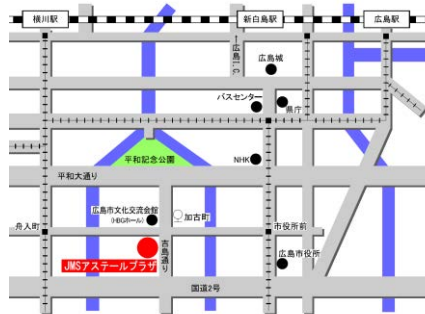 横川駅
新白島駅
広島駅
広島I.C.
広島城
バスセンター
県庁
平和記念公園
NHK
平和大通り
広島市文化交流会館
(HBGホール)
加古町
舟入町
吉島通り
市役所前
JMSアステールプラザ
広島市役所
国道2号